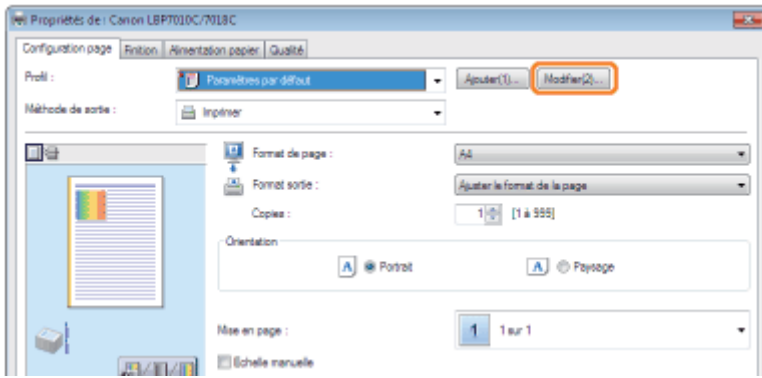 Propriétés de : Canon LBP7010C/7018C
Configuration page Finition Alimentation papier Qualité
Profil : Paramètres par défaut Ajouter(1)... Modifier(2)...
Méthode de sortie : Imprimer
Format de page : A4
Format sortie : Ajuster le format de la page
Copies : 1 [1 à 999]
Orientation
A Portrait A Paysage
Mise en page : 1 1 sur 1
Echelle manuelle